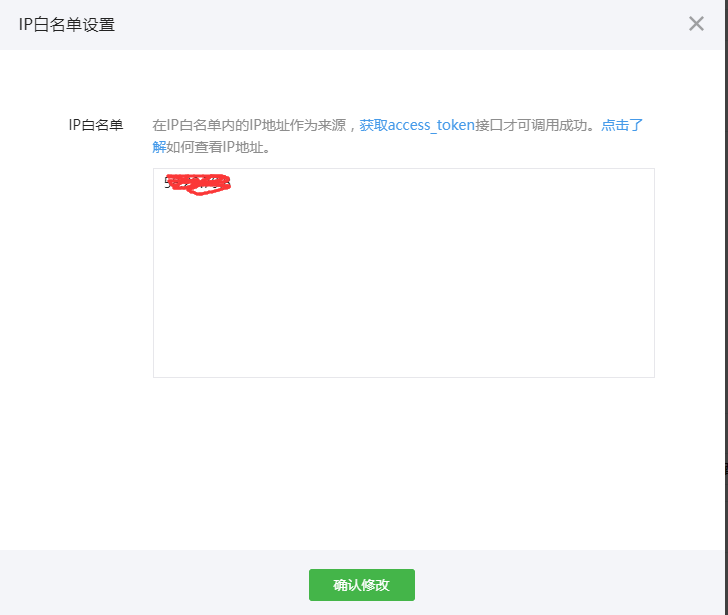 IP白名单设置
IP白名单
在IP白名单内的IP地址作为来源，获取access_token接口才可调用成功。点击了
解如何查看IP地址。
确认修改